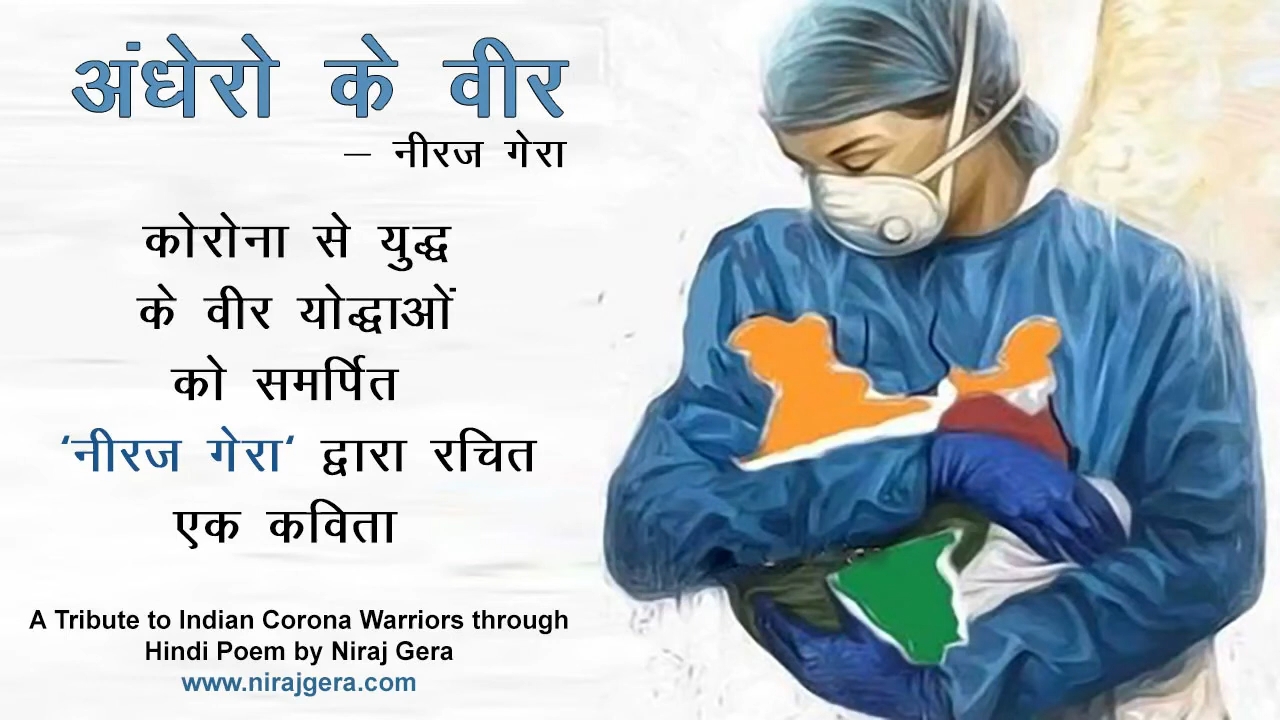 अंधेरो के वीर
– नीरज गेरा
कोरोना से युद्ध
के वीर योद्धाओं
को समर्पित
‘नीरज गेरा‘ द्वारा रचित
एक कविता
A Tribute to Indian Corona Warriors through
Hindi Poem by Niraj Gera
www.nirajgera.com